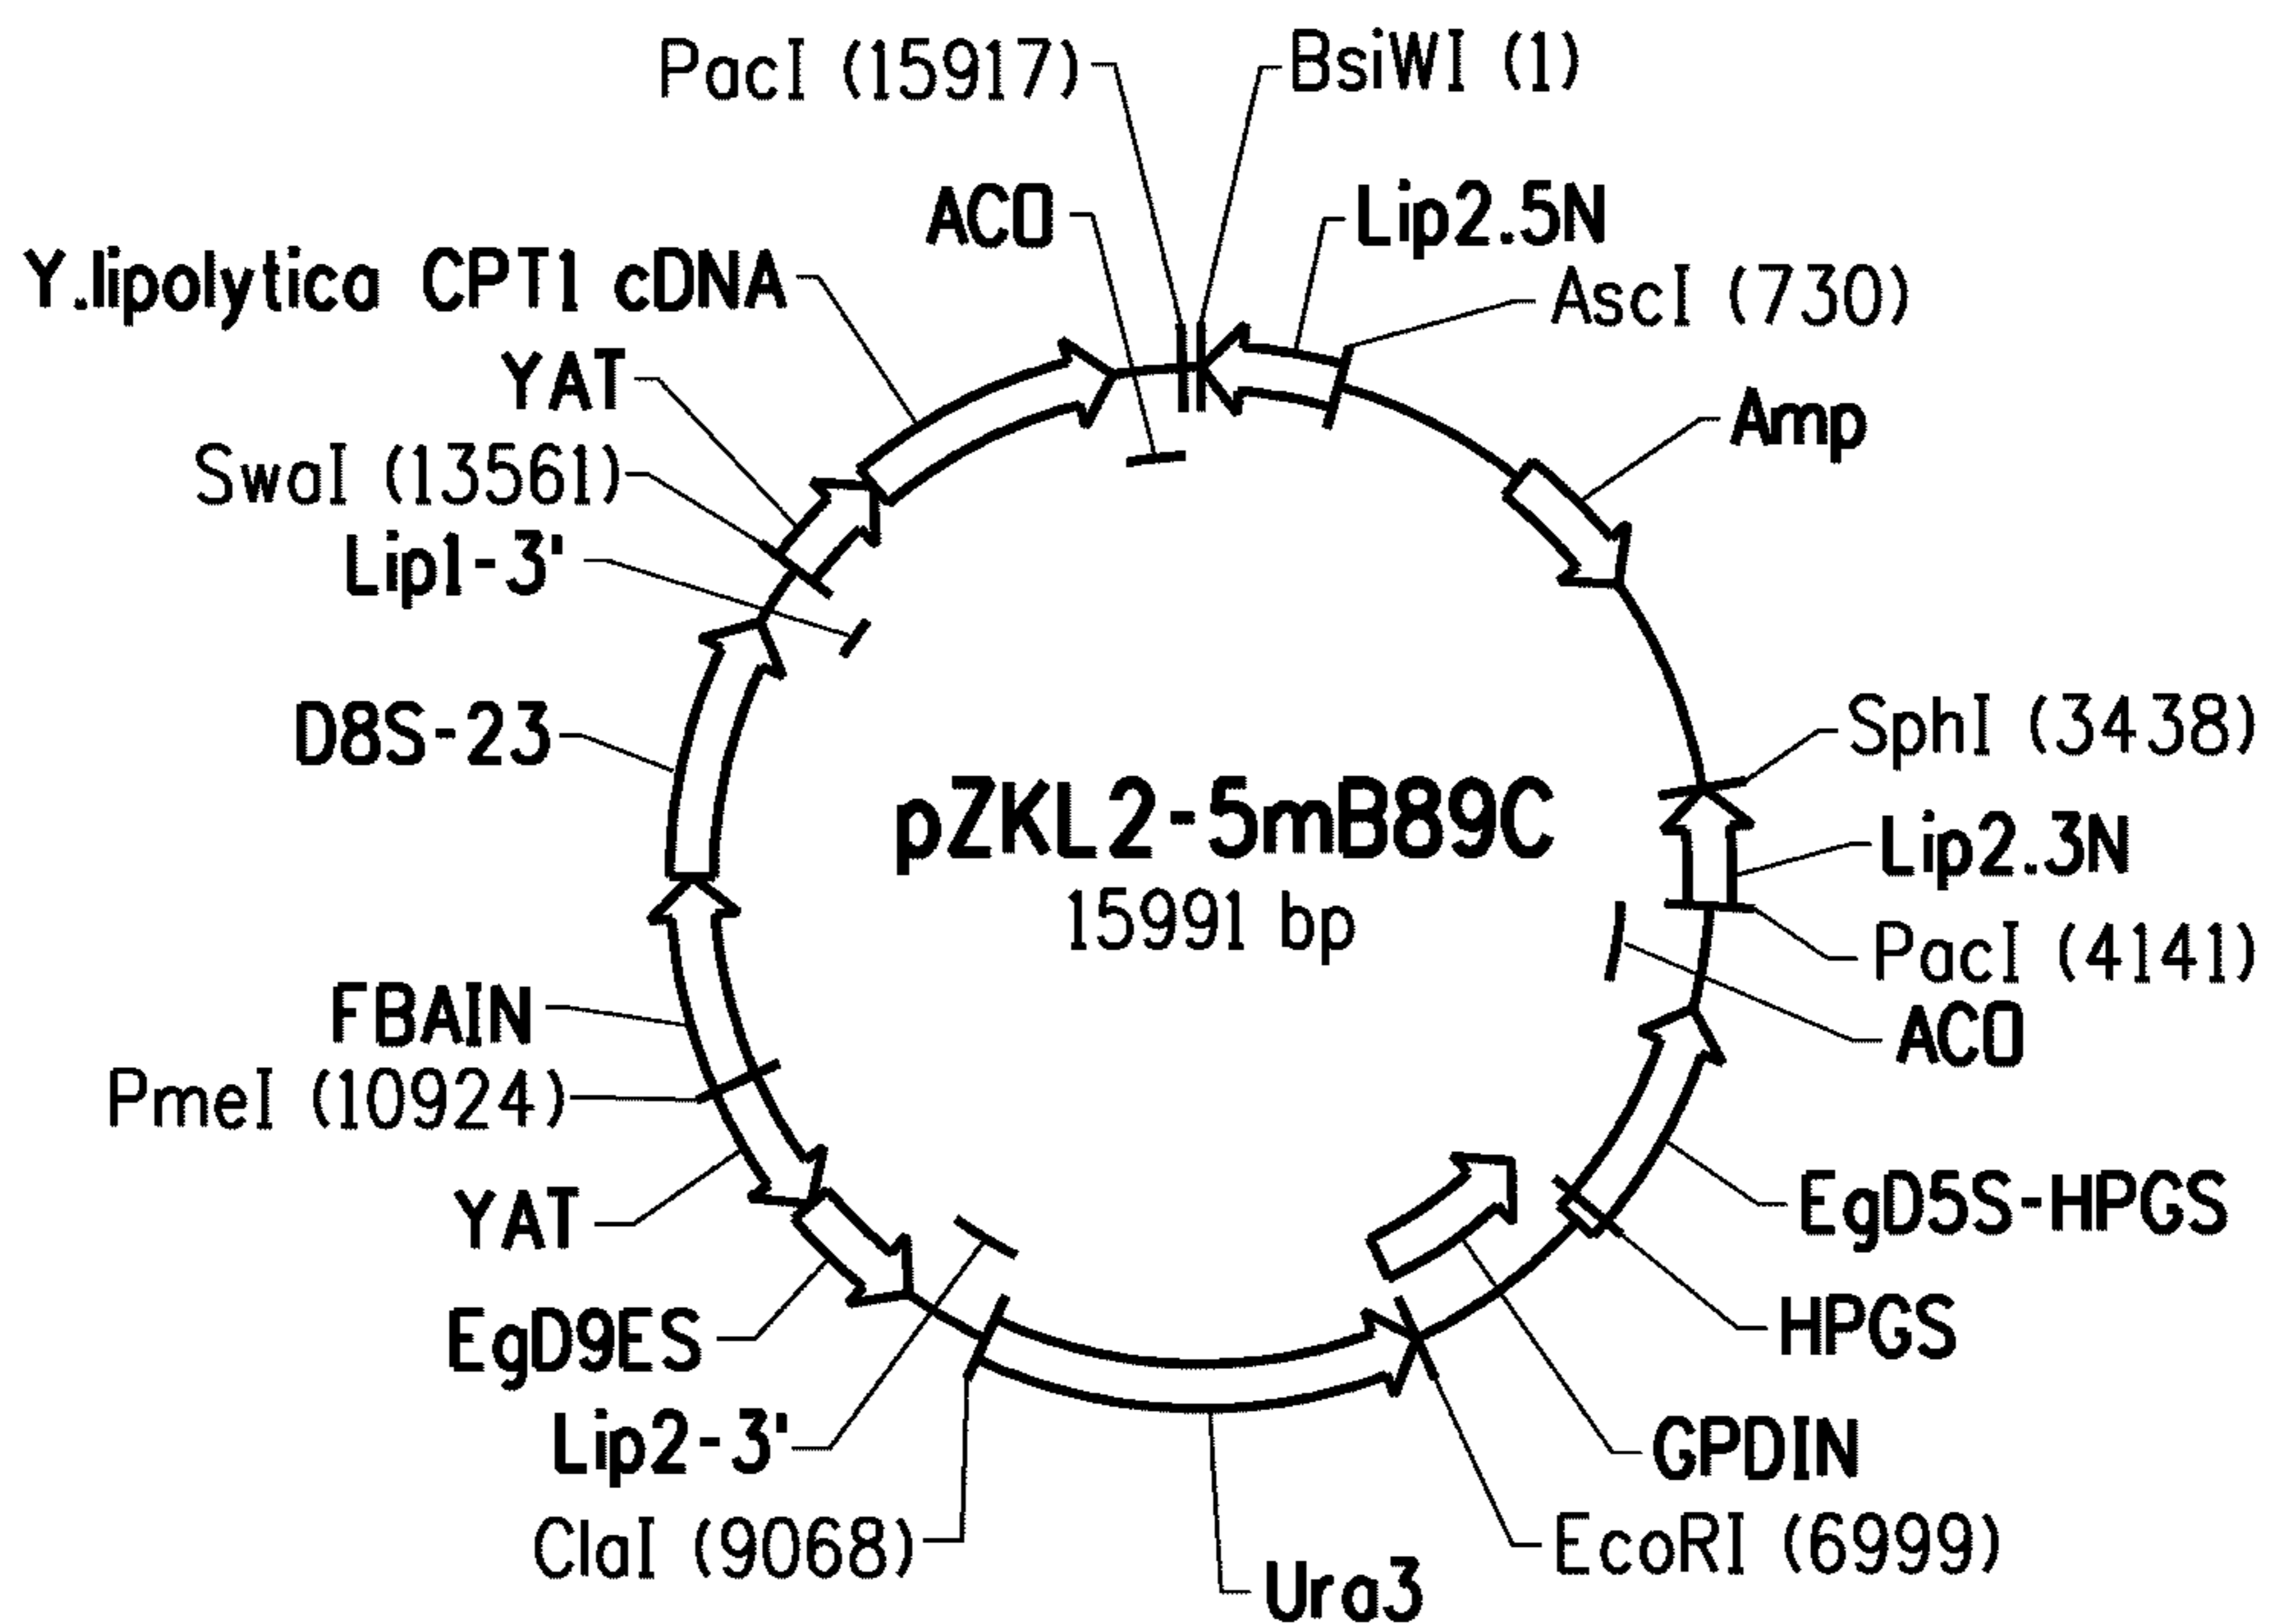 PacI (15917)
BsiWI (1)
ACO
Lip2.5N
Y.lipolytica CPT1 cDNA
AscI (730)
YAT
Amp
SwaI (13561)
Lip1-3'
D8S-23
SphI (3438)
pZKL2-5mB89C
15991 bp
Lip2.3N
PacI (4141)
FBAIN
ACO
PmeI (10924)
YAT
EgD5S-HPGS
EgD9ES
HPGS
Lip2-3'
GPDIN
ClaI (9068)
EcoRI (6999)
Ura3